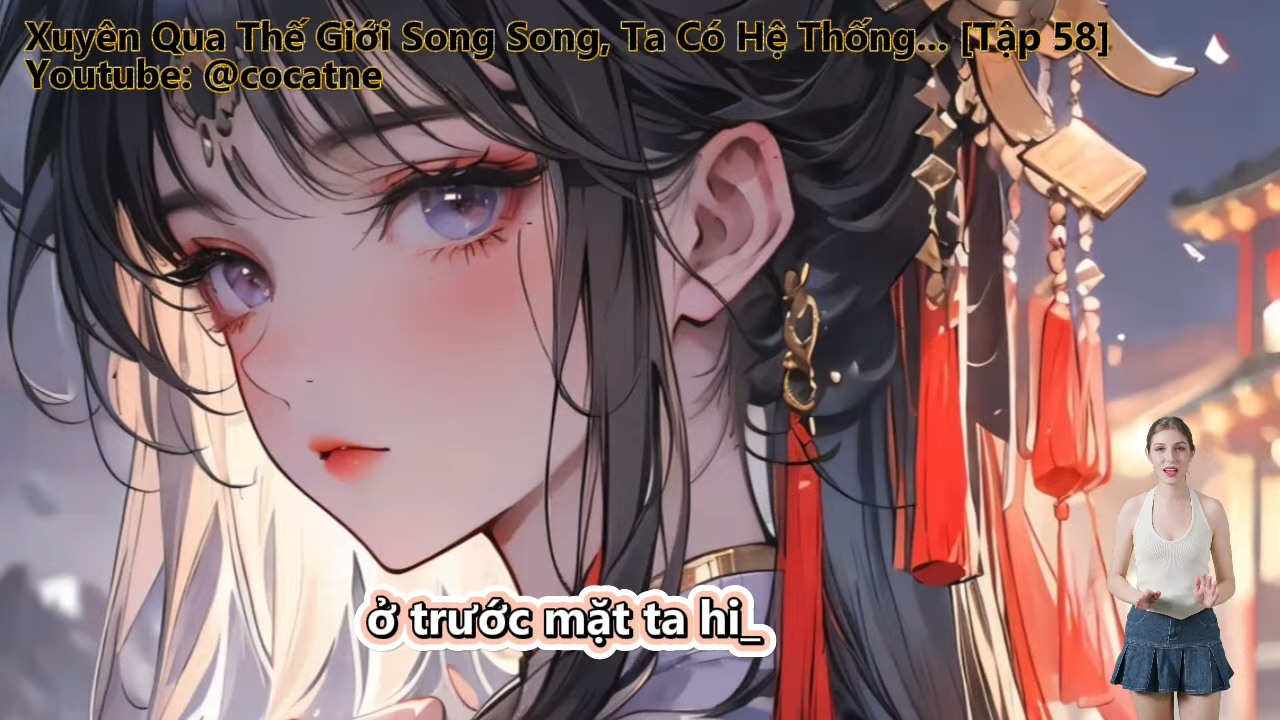 Xuyên Qua Thế Giới Song Song, Ta Có Hệ Thống... [Tập 58]
Youtube: @cocatne
ở trước mặt ta hi_